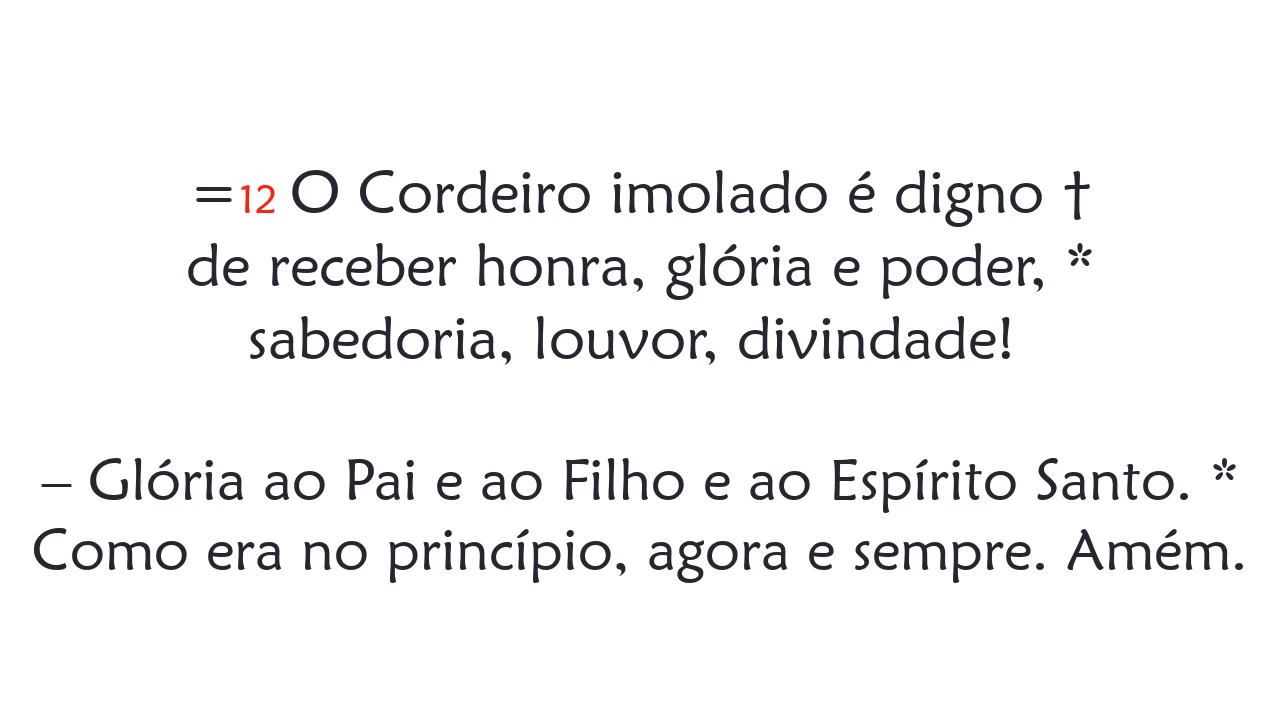 =12 O Cordeiro imolado é digno †
de receber honra, glória e poder, *
sabedoria, louvor, divindade!
– Glória ao Pai e ao Filho e ao Espírito Santo. *
Como era no princípio, agora e sempre. Amém.